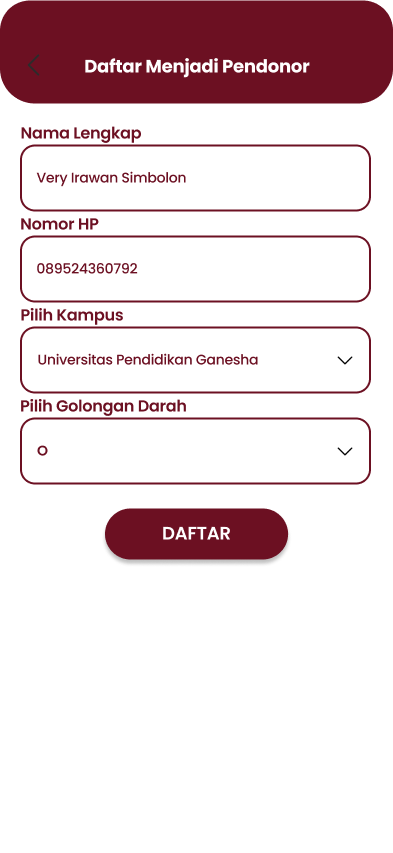 Daftar Menjadi Pendonor
Nama Lengkap
Very Irawan Simbolon
Nomor HP
089524360792
Pilih Kampus
Universitas Pendidikan Ganesha
Pilih Golongan Darah
O
DAFTAR